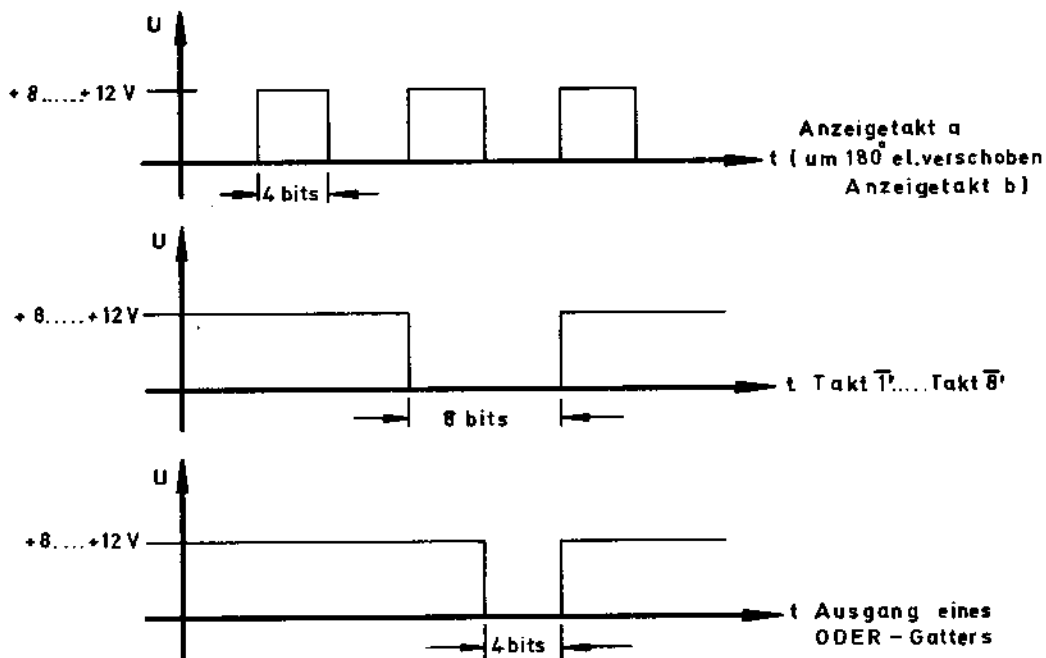 U
+ 8......+12 V
Anzeigetakt a
t ( um 180° el.verschoben
Anzeigetakt b)
4 bits
U
+ 8.....+12 V
t Takt 1̅'.....Takt 8̅'
8 bits
U
+8.....+12 V
t Ausgang eines
ODER - Gatters
4 bits